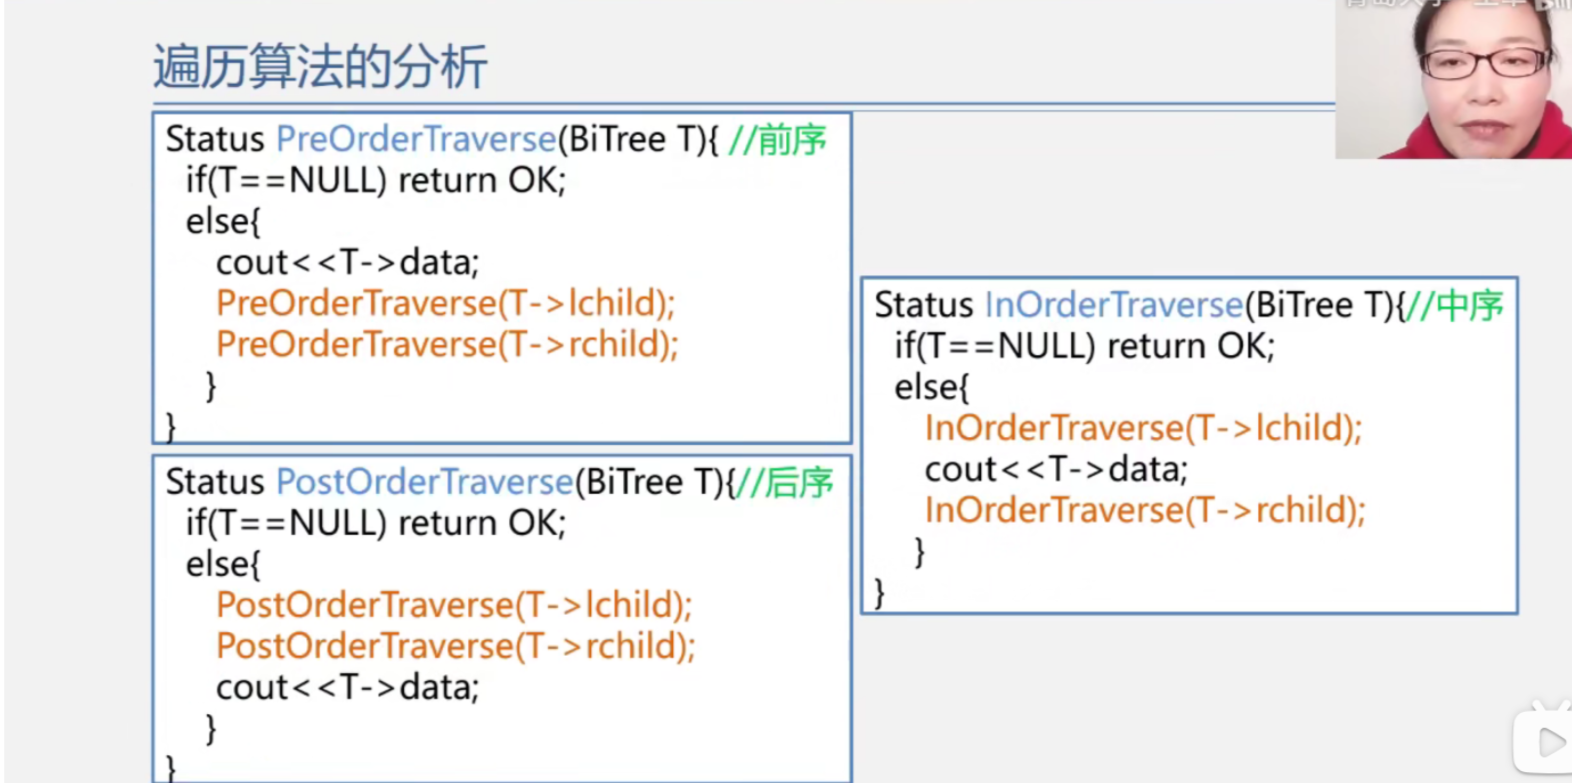 遍历算法的分析
Status PreOrderTraverse(BiTree T){ //前序
if(T==NULL) return OK;
else{
cout<<T->data;
PreOrderTraverse(T->lchild);
PreOrderTraverse(T->rchild);
}
}
Status PostOrderTraverse(BiTree T){//后序
if(T==NULL) return OK;
else{
PostOrderTraverse(T->lchild);
PostOrderTraverse(T->rchild);
cout<<T->data;
}
}
Status InOrderTraverse(BiTree T){//中序
if(T==NULL) return OK;
else{
InOrderTraverse(T->lchild);
cout<<T->data;
InOrderTraverse(T->rchild);
}
}